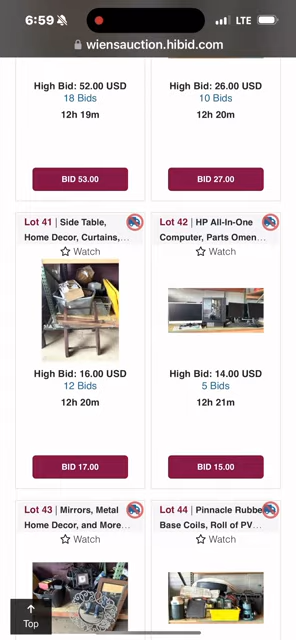 6:59
LTE
wiensauction.hibid.com
High Bid: 52.00 USD
18 Bids
12h 19m
BID 53.00
High Bid: 26.00 USD
10 Bids
12h 20m
BID 27.00
Lot 41 | Side Table,
Home Decor, Curtains,...
Watch
High Bid: 16.00 USD
12 Bids
12h 20m
BID 17.00
Lot 42 | HP All-In-One
Computer, Parts Omen...
Watch
High Bid: 14.00 USD
5 Bids
12h 21m
BID 15.00
Lot 43 | Mirrors, Metal
Home Decor, and More...
Watch
Lot 44 | Pinnacle Rubbe
Base Coils, Roll of PV...
Watch
Top